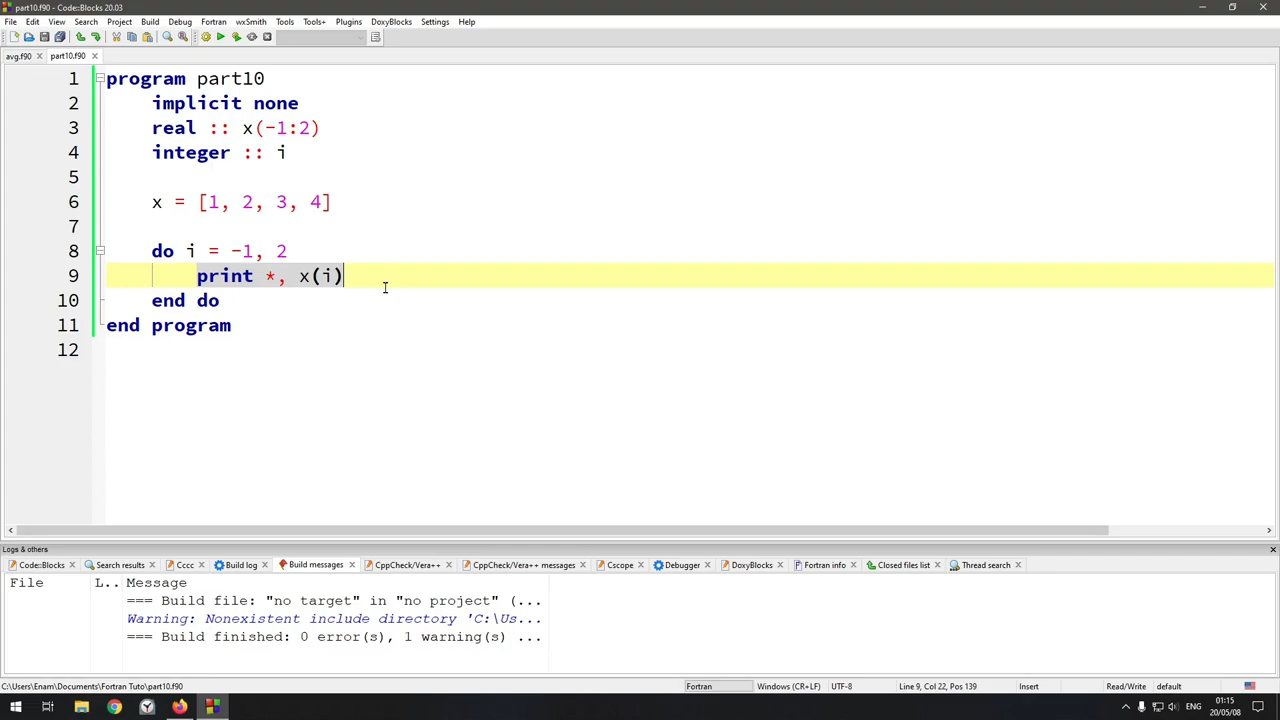 part10.f90 - Code::Blocks 20.03
File Edit View Search Project Build Debug Fortran wxSmith Tools Tools+ Plugins DoxyBlocks Settings Help
avg.f90 part10.f90
1 program part10
2 implicit none
3 real :: x(-1:2)
4 integer :: i
5
6 x = [1, 2, 3, 4]
7
8 do i = -1, 2
9 print *, x(i)
10 end do
11 end program
12
Logs & others
Code::Blocks Search results Cccc Build log Build messages CppCheck/Vera++ CppCheck/Vera++ messages Cscope Debugger DoxyBlocks Fortran info Closed files list Thread search
File L.. Message
=== Build file: "no target" in "no project" (...
Warning: Nonexistent include directory 'C:\Us...
=== Build finished: 0 error(s), 1 warning(s) ...
C:\Users\Enam\Documents\Fortran Tuto\part10.f90 Fortran Windows (CR+LF) UTF-8 Line 9, Col 22, Pos 139 Insert Read/Write default
ENG 01:15
20/05/08